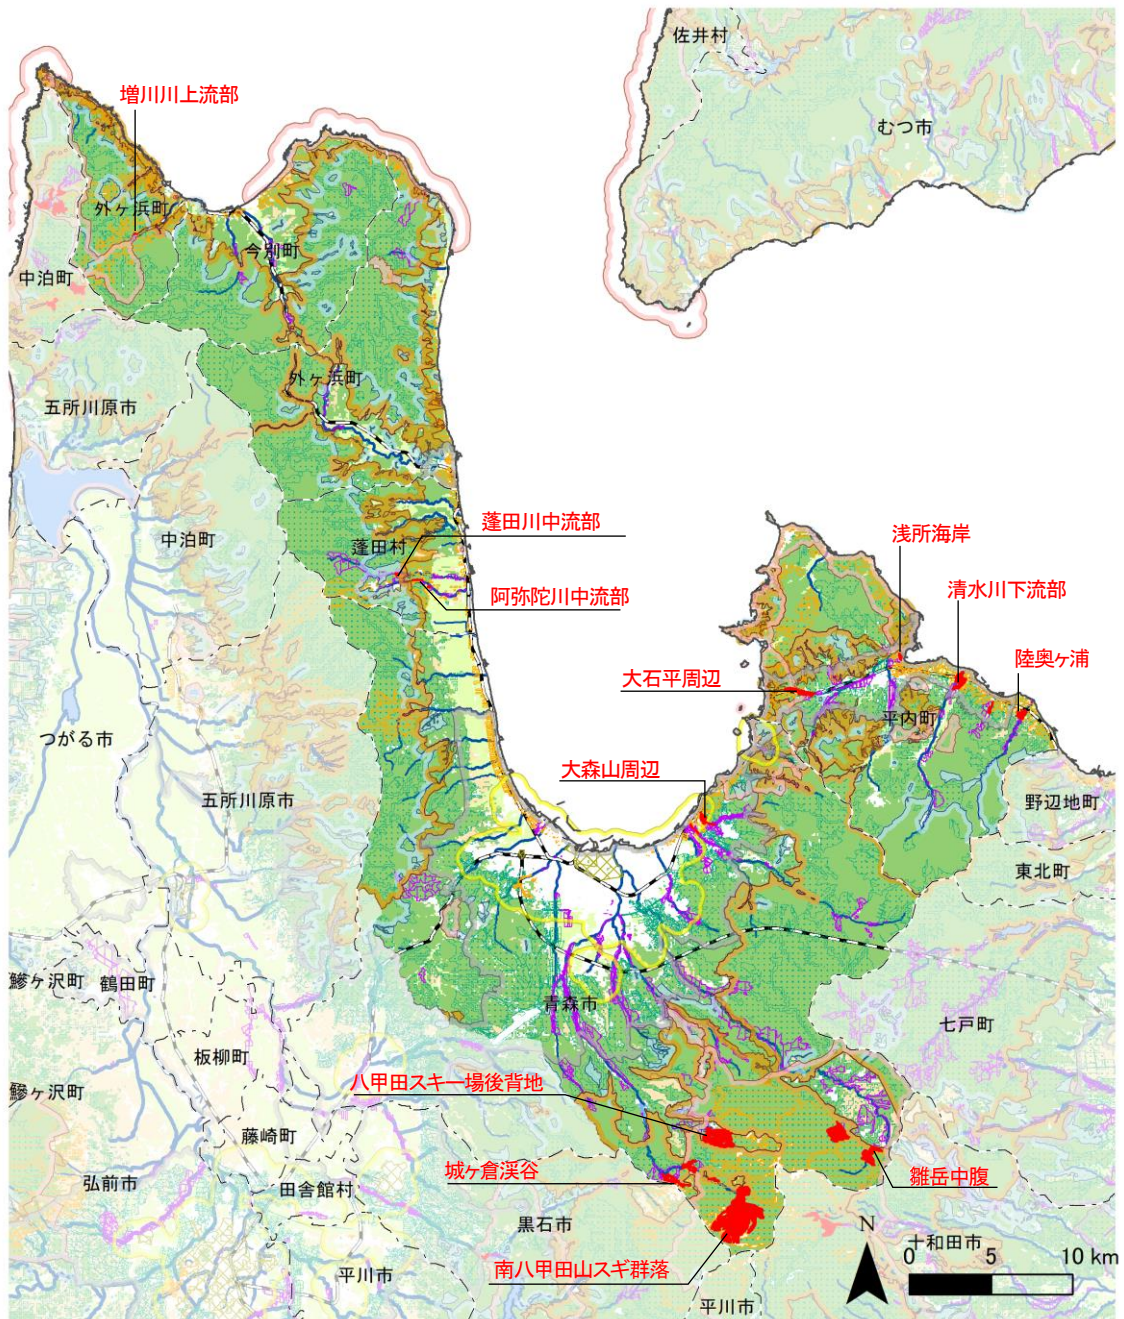 佐井村
増川川上流部
むつ市
外ヶ浜町
今別町
中泊町
外ヶ浜町
五所川原市
蓬田川中流部
浅所海岸
中泊町
蓬田村
清水川下流部
阿弥陀川中流部
陸奥ヶ浦
大石平周辺
平内町
つがる市
大森山周辺
五所川原市
野辺地町
東北町
鰺ヶ沢町
鶴田町
青森市
七戸町
板柳町
八甲田スキー場後背地
鰺ヶ沢町
藤崎町
城ヶ倉渓谷
雛岳中腹
弘前市
田舎館村
黒石市
N
十和田市
0 5 10 km
平川市
南八甲田山スギ群落
平川市